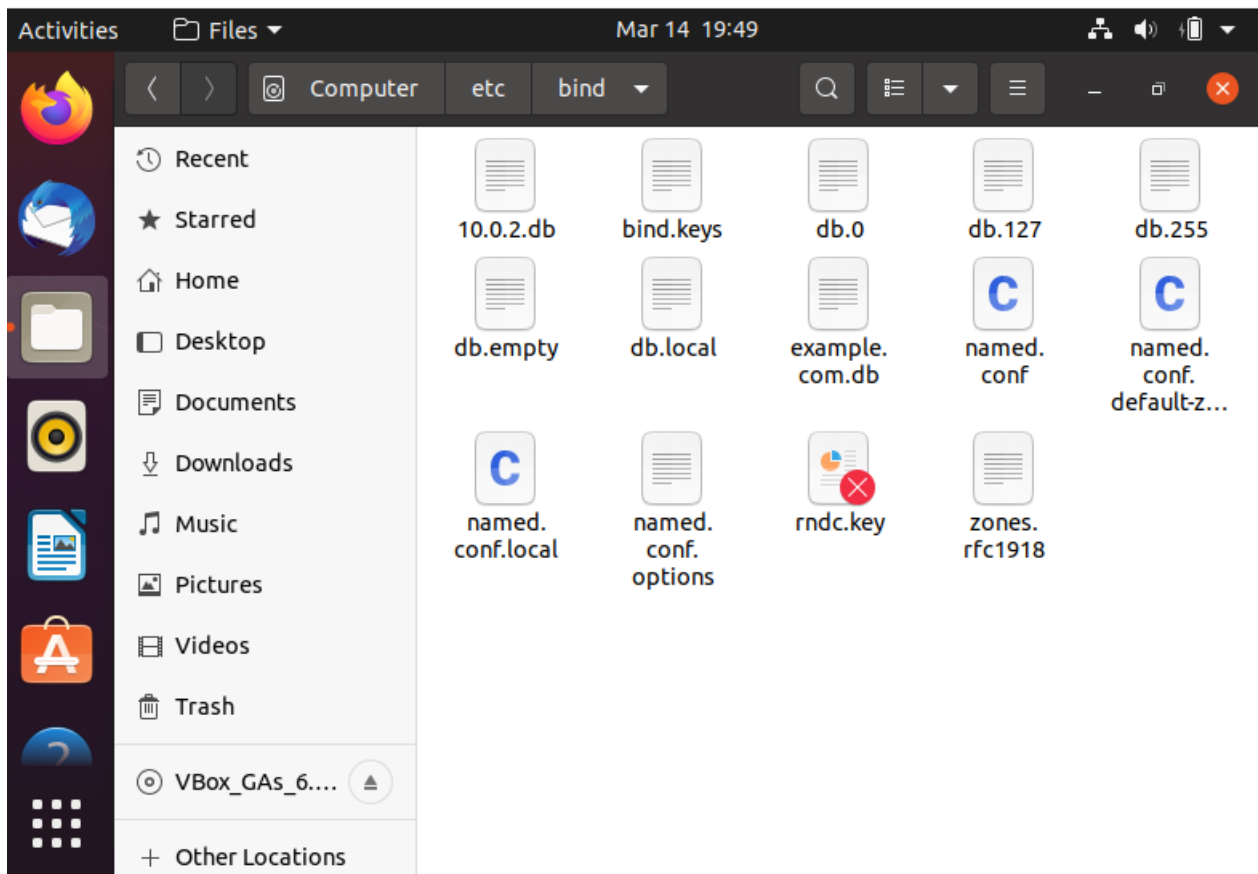 Activities Files Mar 14 19:49
Computer etc bind
Recent
Starred
Home
Desktop
Documents
Downloads
Music
Pictures
Videos
Trash
VBox_GAs_6....
Other Locations
10.0.2.db bind.keys db.0 db.127 db.255
db.empty db.local example. named. named.
com.db conf conf.
default-z...
C C
C
named. named. rndc.key zones.
conf.local conf. rfc1918
options